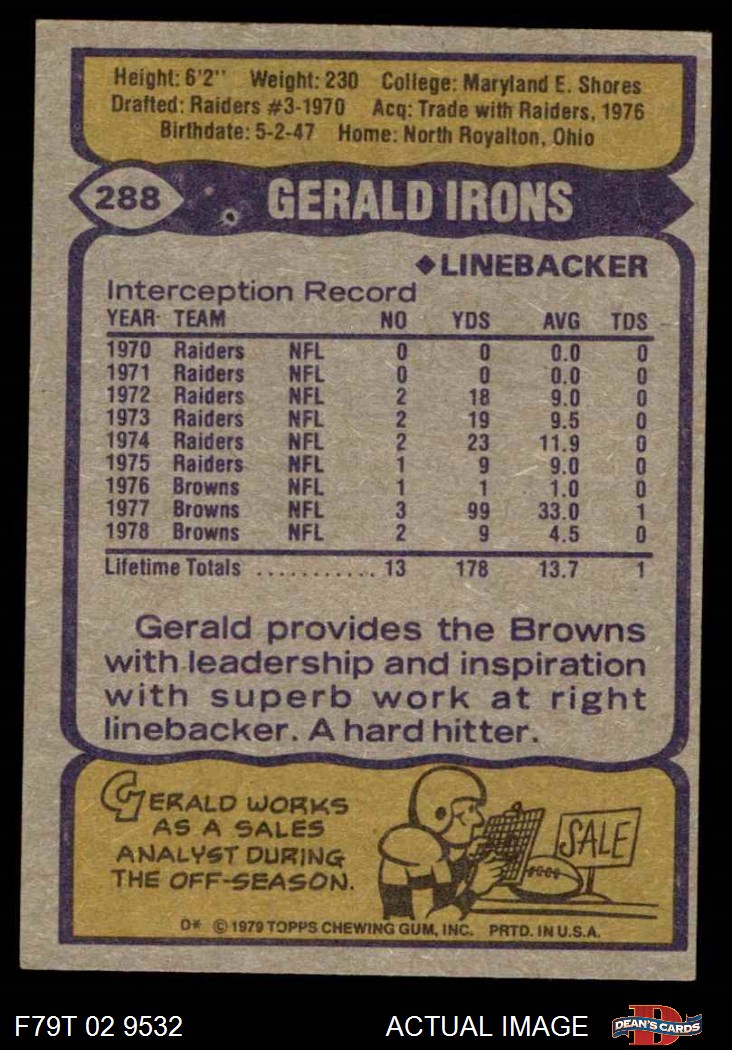 Height: 6'2" Weight: 230 College: Maryland E. Shores
Drafted: Raiders #3-1970 Acq: Trade with Raiders, 1976
Birthdate: 5-2-47 Home: North Royalton, Ohio
288 GERALD IRONS
◆LINEBACKER
Interception Record
YEAR TEAM NO YDS AVG TDS
1970 Raiders NFL 0 0 0.0 0
1971 Raiders NFL 0 0 0.0 0
1972 Raiders NFL 2 18 9.0 0
1973 Raiders NFL 2 19 9.5 0
1974 Raiders NFL 2 23 11.9 0
1975 Raiders NFL 1 9 9.0 0
1976 Browns NFL 1 1 1.0 0
1977 Browns NFL 3 99 33.0 1
1978 Browns NFL 2 9 4.5 0
Lifetime Totals ............ 13 178 13.7 1
Gerald provides the Browns
with leadership and inspiration
with superb work at right
linebacker. A hard hitter.
GERALD WORKS
AS A SALES
ANALYST DURING
THE OFF-SEASON.
SALE
D* © 1979 TOPPS CHEWING GUM, INC. PRTD. IN U.S.A.
F79T 02 9532 ACTUAL IMAGE D DEAN'S CARDS